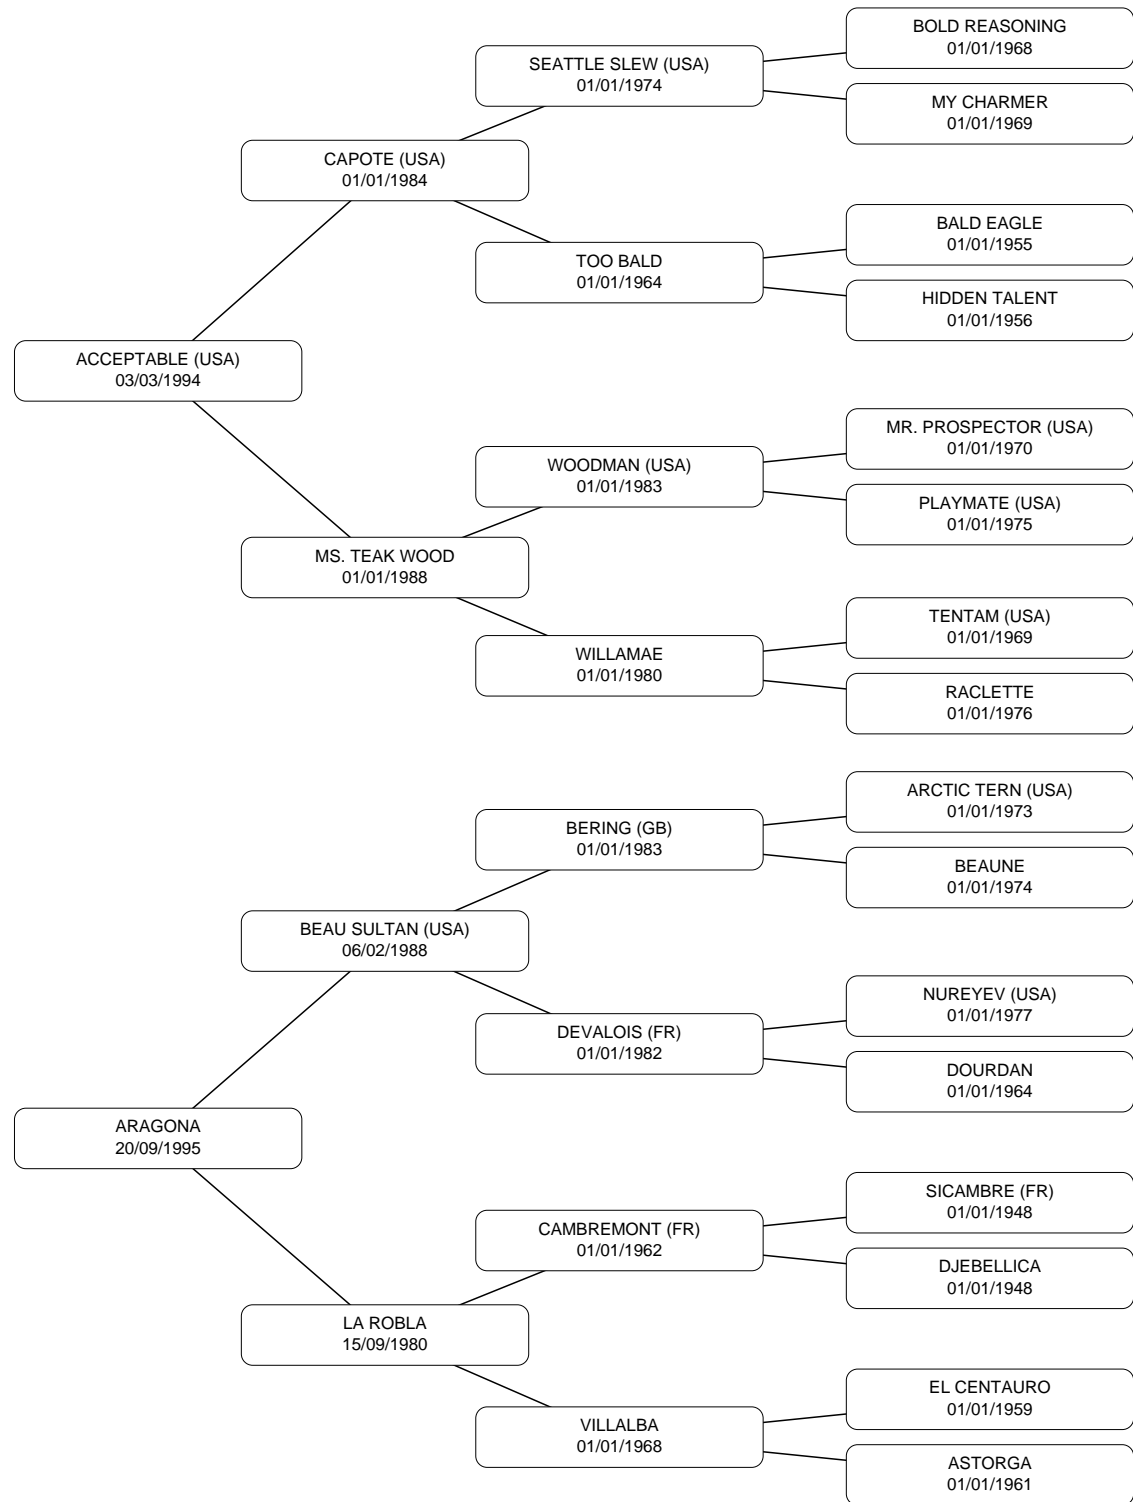 BOLD REASONING
01/01/1968
SEATTLE SLEW (USA)
01/01/1974
MY CHARMER
01/01/1969
CAPOTE (USA)
01/01/1984
BALD EAGLE
01/01/1955
TOO BALD
01/01/1964
HIDDEN TALENT
01/01/1956
ACCEPTABLE (USA)
03/03/1994
MR. PROSPECTOR (USA)
01/01/1970
WOODMAN (USA)
01/01/1983
PLAYMATE (USA)
01/01/1975
MS. TEAK WOOD
01/01/1988
TENTAM (USA)
01/01/1969
WILLAMAE
01/01/1980
RACLETTE
01/01/1976
ARCTIC TERN (USA)
01/01/1973
BERING (GB)
01/01/1983
BEAUNE
01/01/1974
BEAU SULTAN (USA)
06/02/1988
NUREYEV (USA)
01/01/1977
DEVALOIS (FR)
01/01/1982
DOURDAN
01/01/1964
ARAGONA
20/09/1995
SICAMBRE (FR)
01/01/1948
CAMBREMONT (FR)
01/01/1962
DJEBELLICA
01/01/1948
LA ROBLA
15/09/1980
EL CENTAURO
01/01/1959
VILLALBA
01/01/1968
ASTORGA
01/01/1961